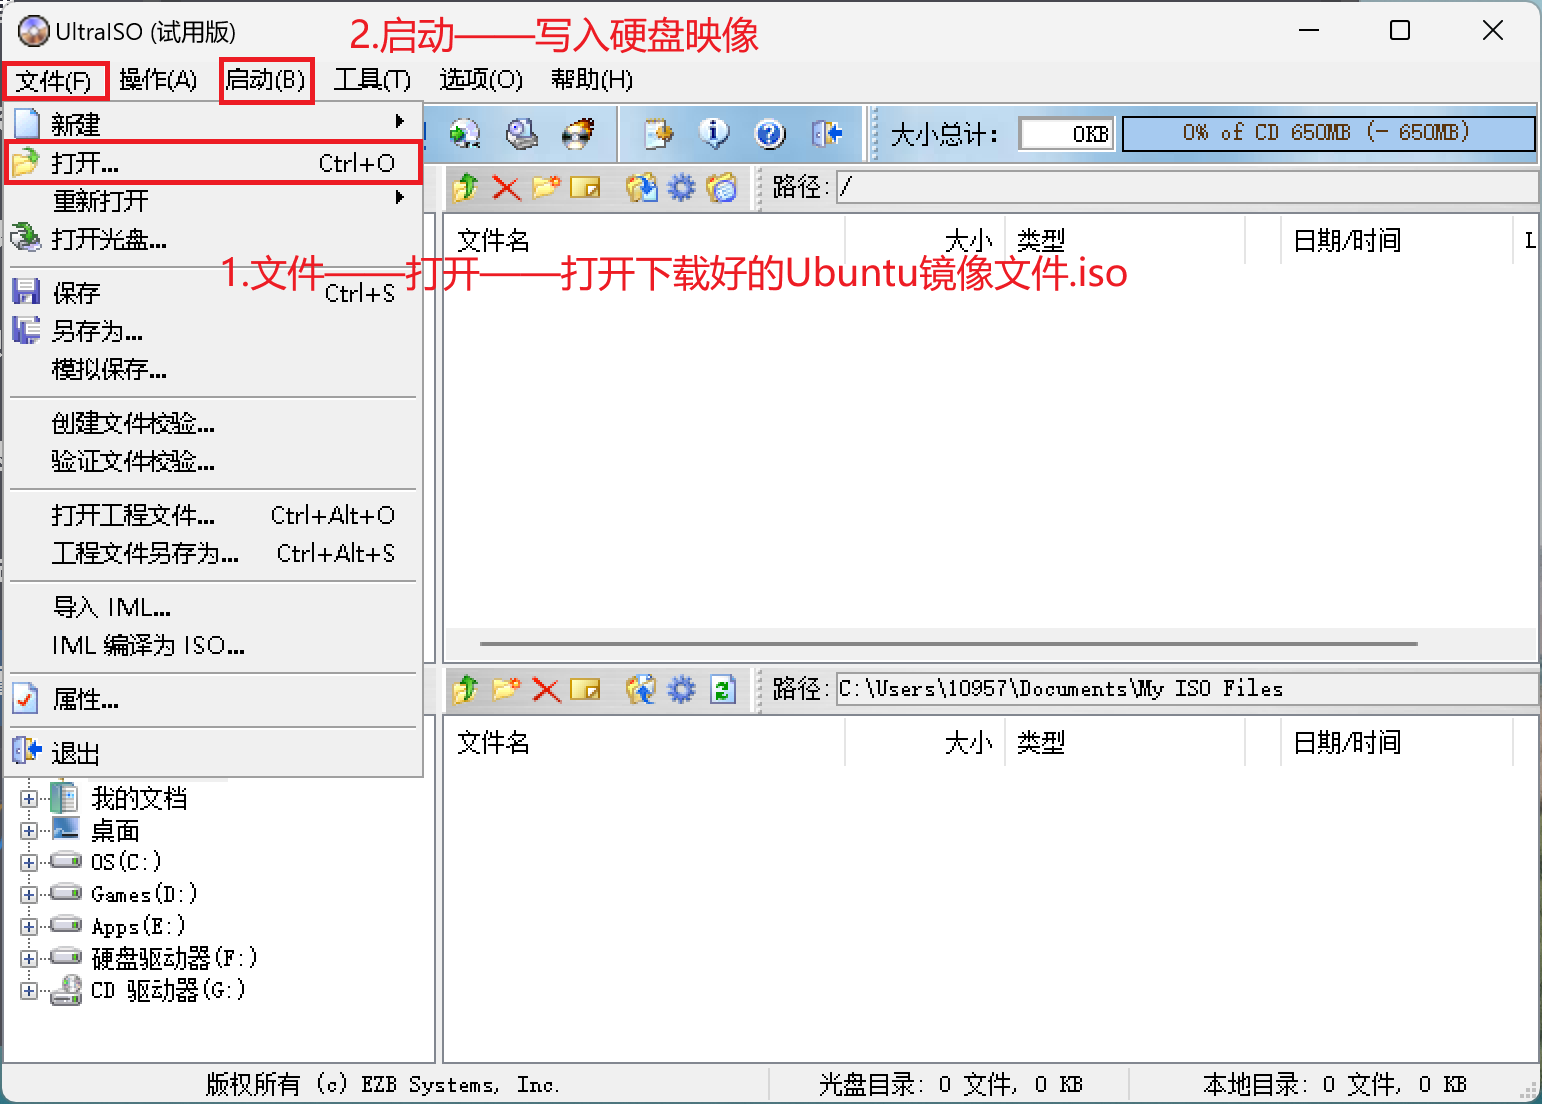 UltraISO (试用版)
2.启动——写入硬盘映像
文件(F) 操作(A) 启动(B) 工具(T) 选项(O) 帮助(H)
新建
打开... Ctrl+O
重新打开
打开光盘...
保存 Ctrl+S
另存为...
模拟保存...
创建文件校验...
验证文件校验...
打开工程文件... Ctrl+Alt+O
工程文件另存为... Ctrl+Alt+S
导入 IML...
IML 编译为 ISO...
属性...
退出
大小总计: 0KB 0% of CD 650MB (- 650MB)
路径: /
文件名 大小 类型 日期/时间 L
1.文件——打开——打开下载好的Ubuntu镜像文件.iso
路径: C:\Users\10957\Documents\My ISO Files
文件名 大小 类型 日期/时间
我的文档
桌面
OS(C:)
Games(D:)
Apps(E:)
硬盘驱动器(F:)
CD 驱动器(G:)
版权所有 (c) EZB Systems, Inc. 光盘目录: 0 文件, 0 KB 本地目录: 0 文件, 0 KB